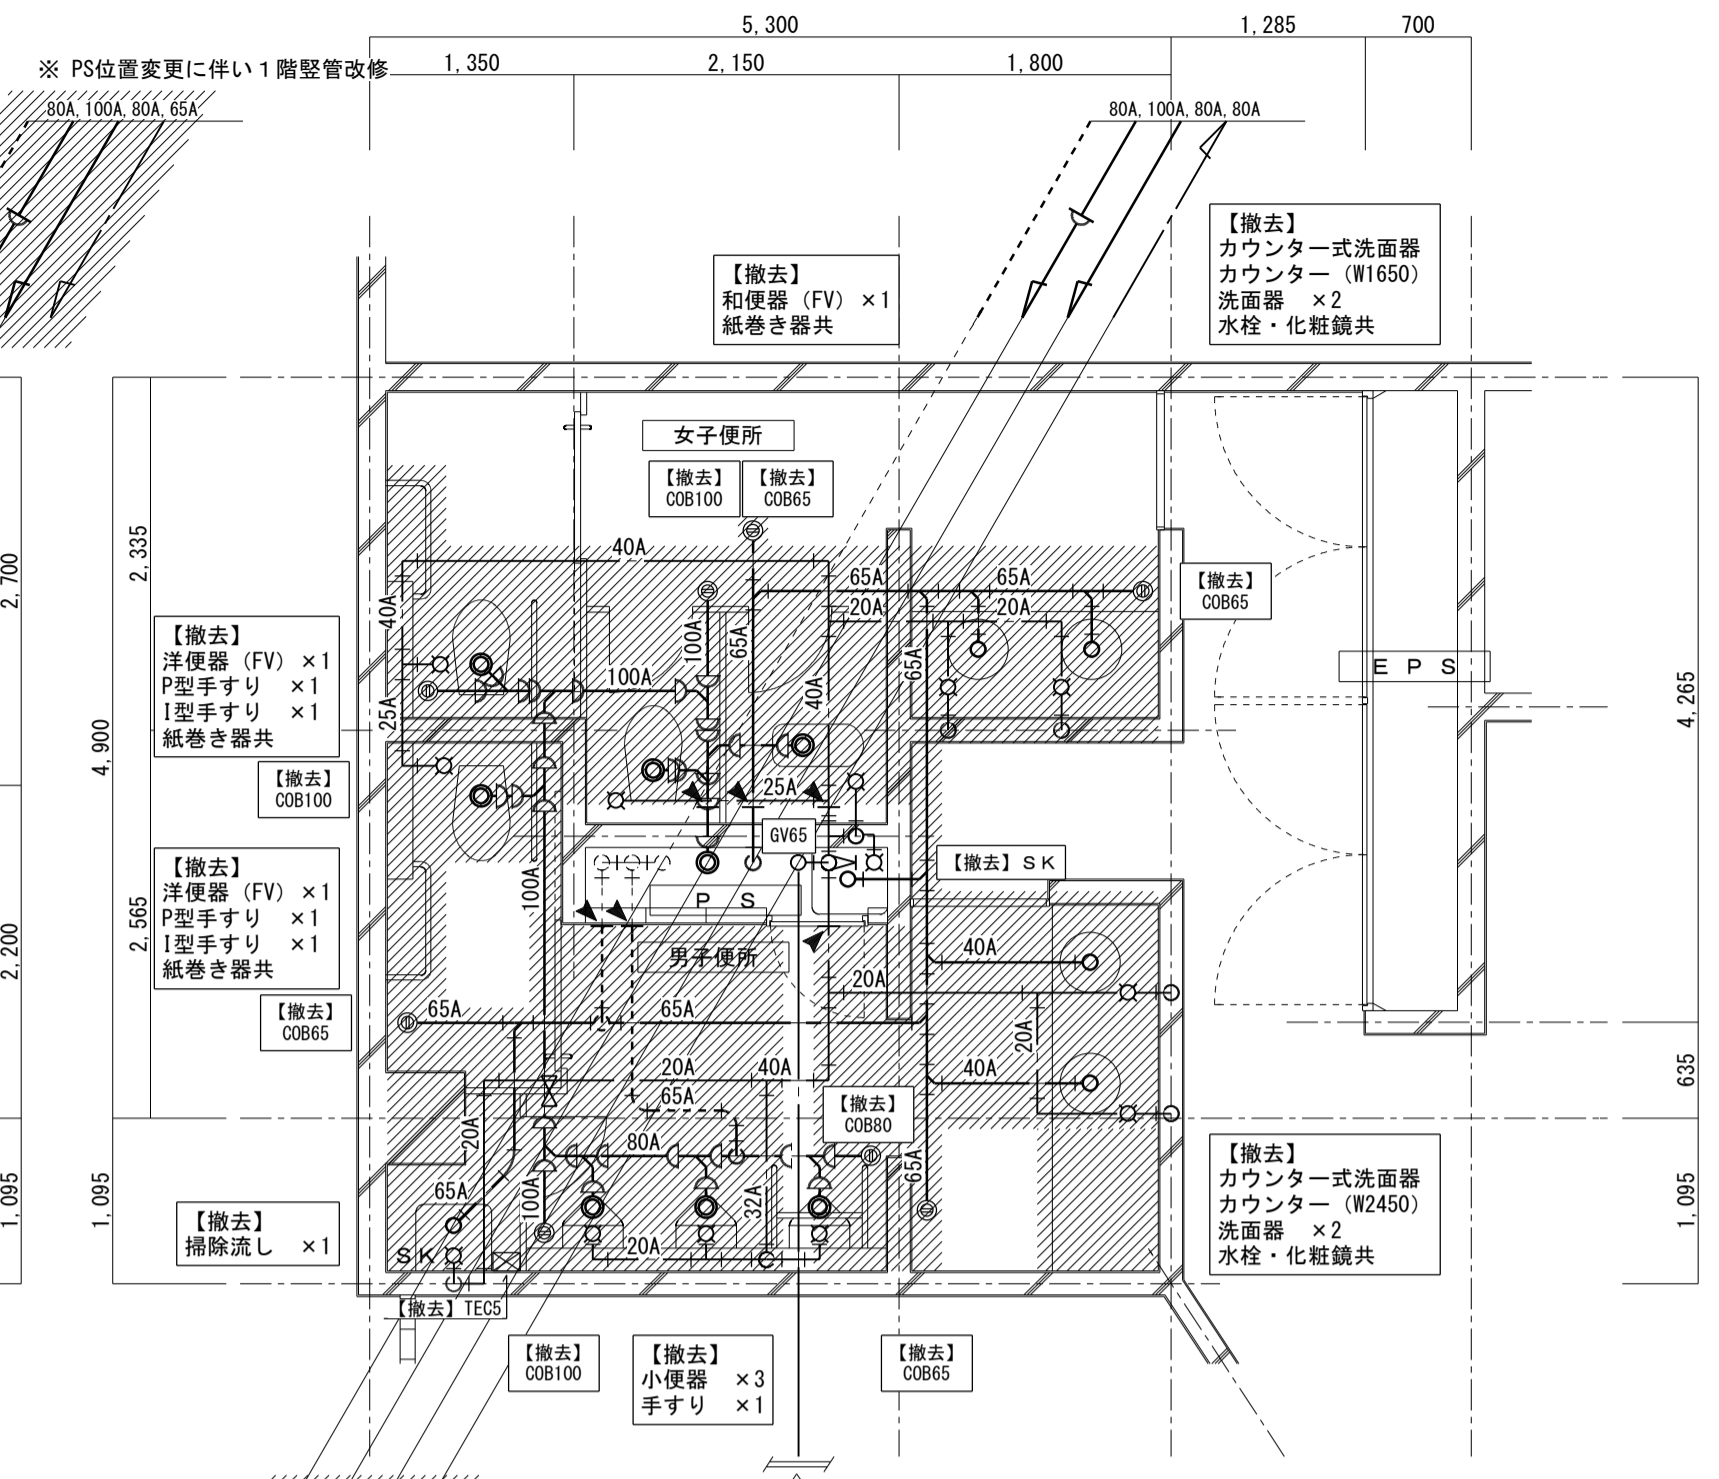 5,300
1,285
700
※ PS位置変更に伴い１階竪管改修
1,350
2,150
1,800
80A, 100A, 80A, 65A
80A, 100A, 80A, 80A
【撤去】
カウンター式洗面器
カウンター（W1650）
洗面器　×2
水栓・化粧鏡共
【撤去】
和便器（FV）×1
紙巻き器共
女子便所
【撤去】
COB100
【撤去】
COB65
2,335
2,700
40A
65A
65A
【撤去】
COB65
40A
20A
20A
【撤去】
洋便器（FV）×1
P型手すり　×1
I型手すり　×1
紙巻き器共
100A
65A
100A
40A
65A
ＥＰＳ
25A
4,265
4,900
【撤去】
COB100
25A
GV65
【撤去】ＳＫ
【撤去】
洋便器（FV）×1
P型手すり　×1
I型手すり　×1
紙巻き器共
100A
ＰＳ
2,565
2,200
男子便所
40A
20A
【撤去】
COB65
65A
65A
20A
20A
40A
40A
635
65A
【撤去】
COB80
20A
80A
【撤去】
カウンター式洗面器
カウンター（W2450）
洗面器　×2
水栓・化粧鏡共
65A
100A
32A
65A
1,095
1,095
1,095
【撤去】
掃除流し　×1
ＳＫ
20A
【撤去】TEC5
【撤去】
COB100
【撤去】
小便器　×3
手すり　×1
【撤去】
COB65